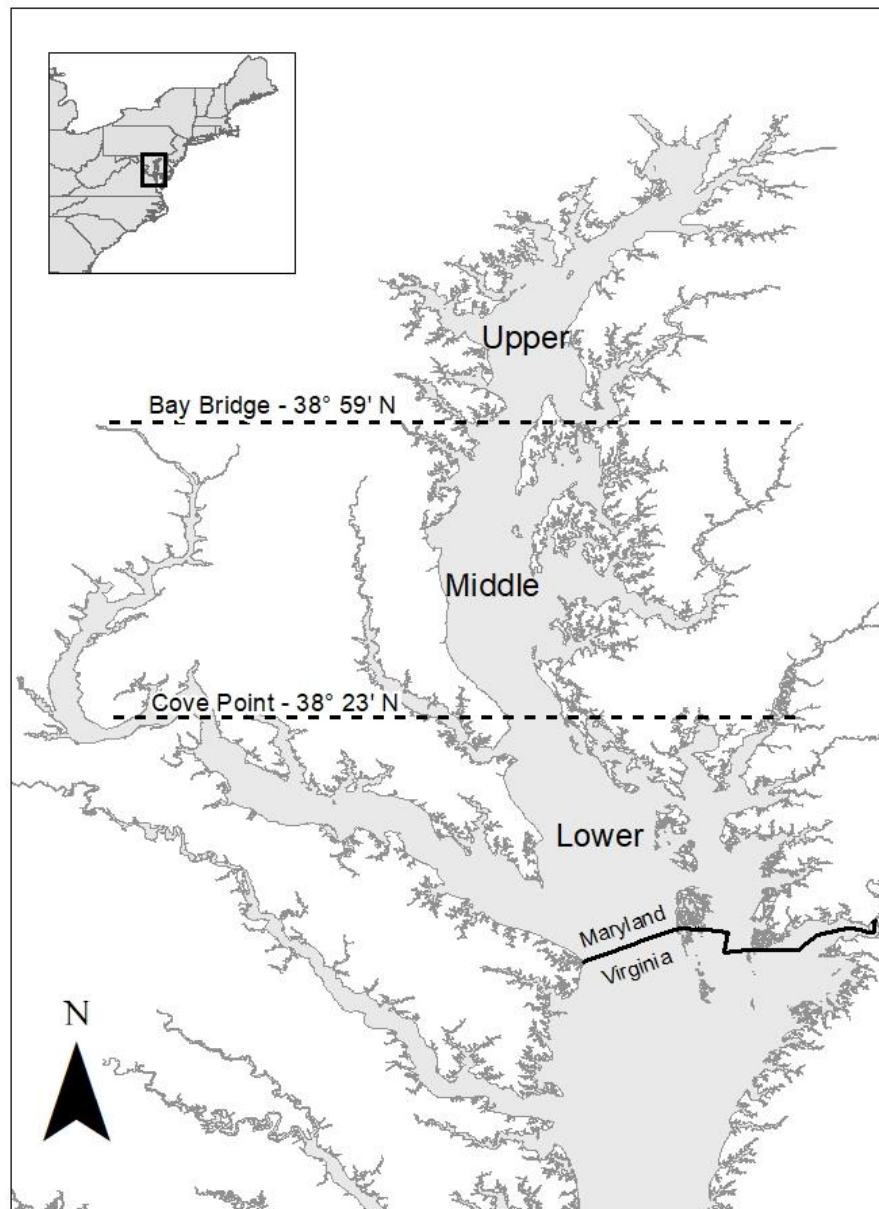 Upper
Bay Bridge - 38° 59' N
Middle
Cove Point - 38° 23' N
Lower
Maryland
Virginia
N